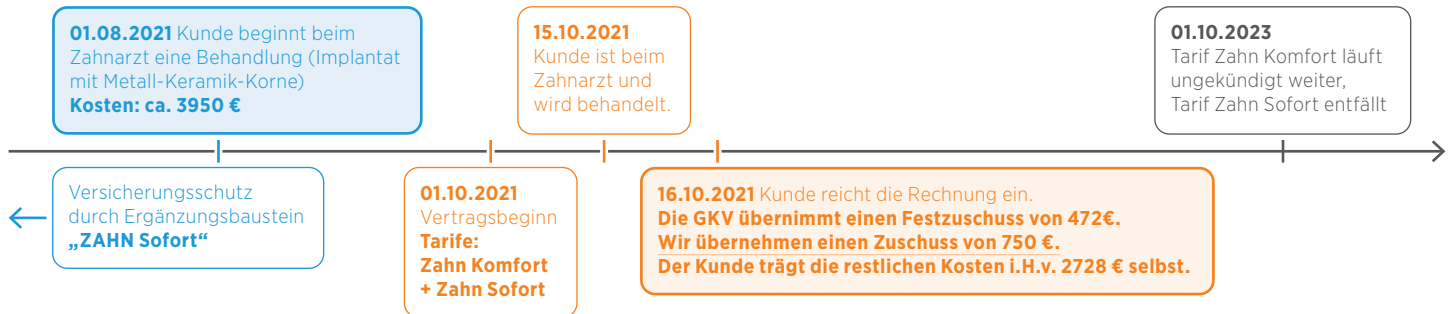 01.08.2021 Kunde beginnt beim
Zahnarzt eine Behandlung (Implantat
mit Metall-Keramik-Korne)
Kosten: ca. 3950 €
15.10.2021
Kunde ist beim
Zahnarzt und
wird behandelt.
01.10.2023
Tarif Zahn Komfort läuft
ungekündigt weiter,
Tarif Zahn Sofort entfällt
Versicherungsschutz
durch Ergänzungsbaustein
„ZAHN Sofort“
01.10.2021
Vertragsbeginn
Tarife:
Zahn Komfort
+ Zahn Sofort
16.10.2021 Kunde reicht die Rechnung ein.
Die GKV übernimmt einen Festzuschuss von 472€.
Wir übernehmen einen Zuschuss von 750 €.
Der Kunde trägt die restlichen Kosten i.H.v. 2728 € selbst.